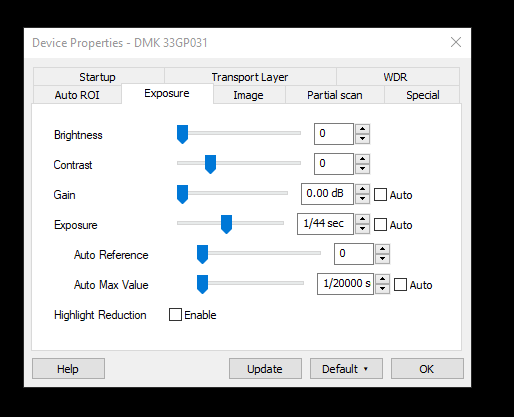 Device Properties - DMK 33GP031
Startup Transport Layer WDR
Auto ROI Exposure Image Partial scan Special
Brightness 0
Contrast 0
Gain 0.00 dB Auto
Exposure 1/44 sec Auto
Auto Reference 0
Auto Max Value 1/20000 s Auto
Highlight Reduction Enable
Help Update Default OK